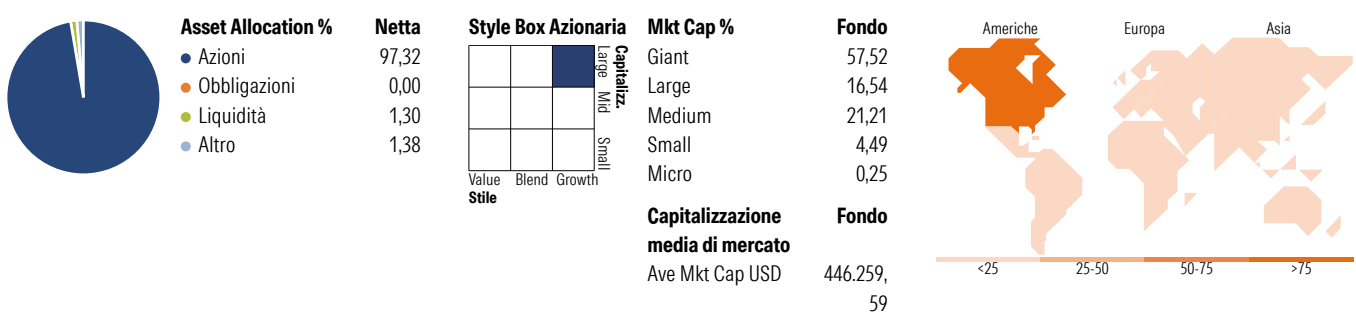 Asset Allocation % Netta
Azioni 97,32
Obbligazioni 0,00
Liquidità 1,30
Altro 1,38
Style Box Azionaria
Capitalizz.
Large
Mid
Small
Value Blend Growth
Stile
Mkt Cap % Fondo
Giant 57,52
Large 16,54
Medium 21,21
Small 4,49
Micro 0,25
Capitalizzazione Fondo
media di mercato
Ave Mkt Cap USD 446.259,
59
Americhe Europa Asia
<25 25-50 50-75 >75